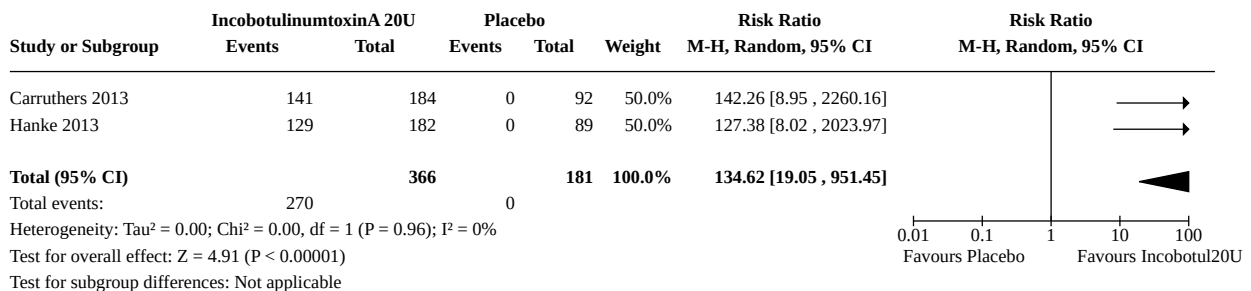 IncobotulinumtoxinA 20U Placebo Risk Ratio Risk Ratio
Study or Subgroup Events Total Events Total Weight M-H, Random, 95% CI M-H, Random, 95% CI
Carruthers 2013 141 184 0 92 50.0% 142.26 [8.95 , 2260.16]
Hanke 2013 129 182 0 89 50.0% 127.38 [8.02 , 2023.97]
Total (95% CI) 366 181 100.0% 134.62 [19.05 , 951.45]
Total events: 270 0
Heterogeneity: Tau² = 0.00; Chi² = 0.00, df = 1 (P = 0.96); I² = 0%
0.01 0.1 1 10 100
Test for overall effect: Z = 4.91 (P < 0.00001) Favours Placebo Favours Incobotul20U
Test for subgroup differences: Not applicable